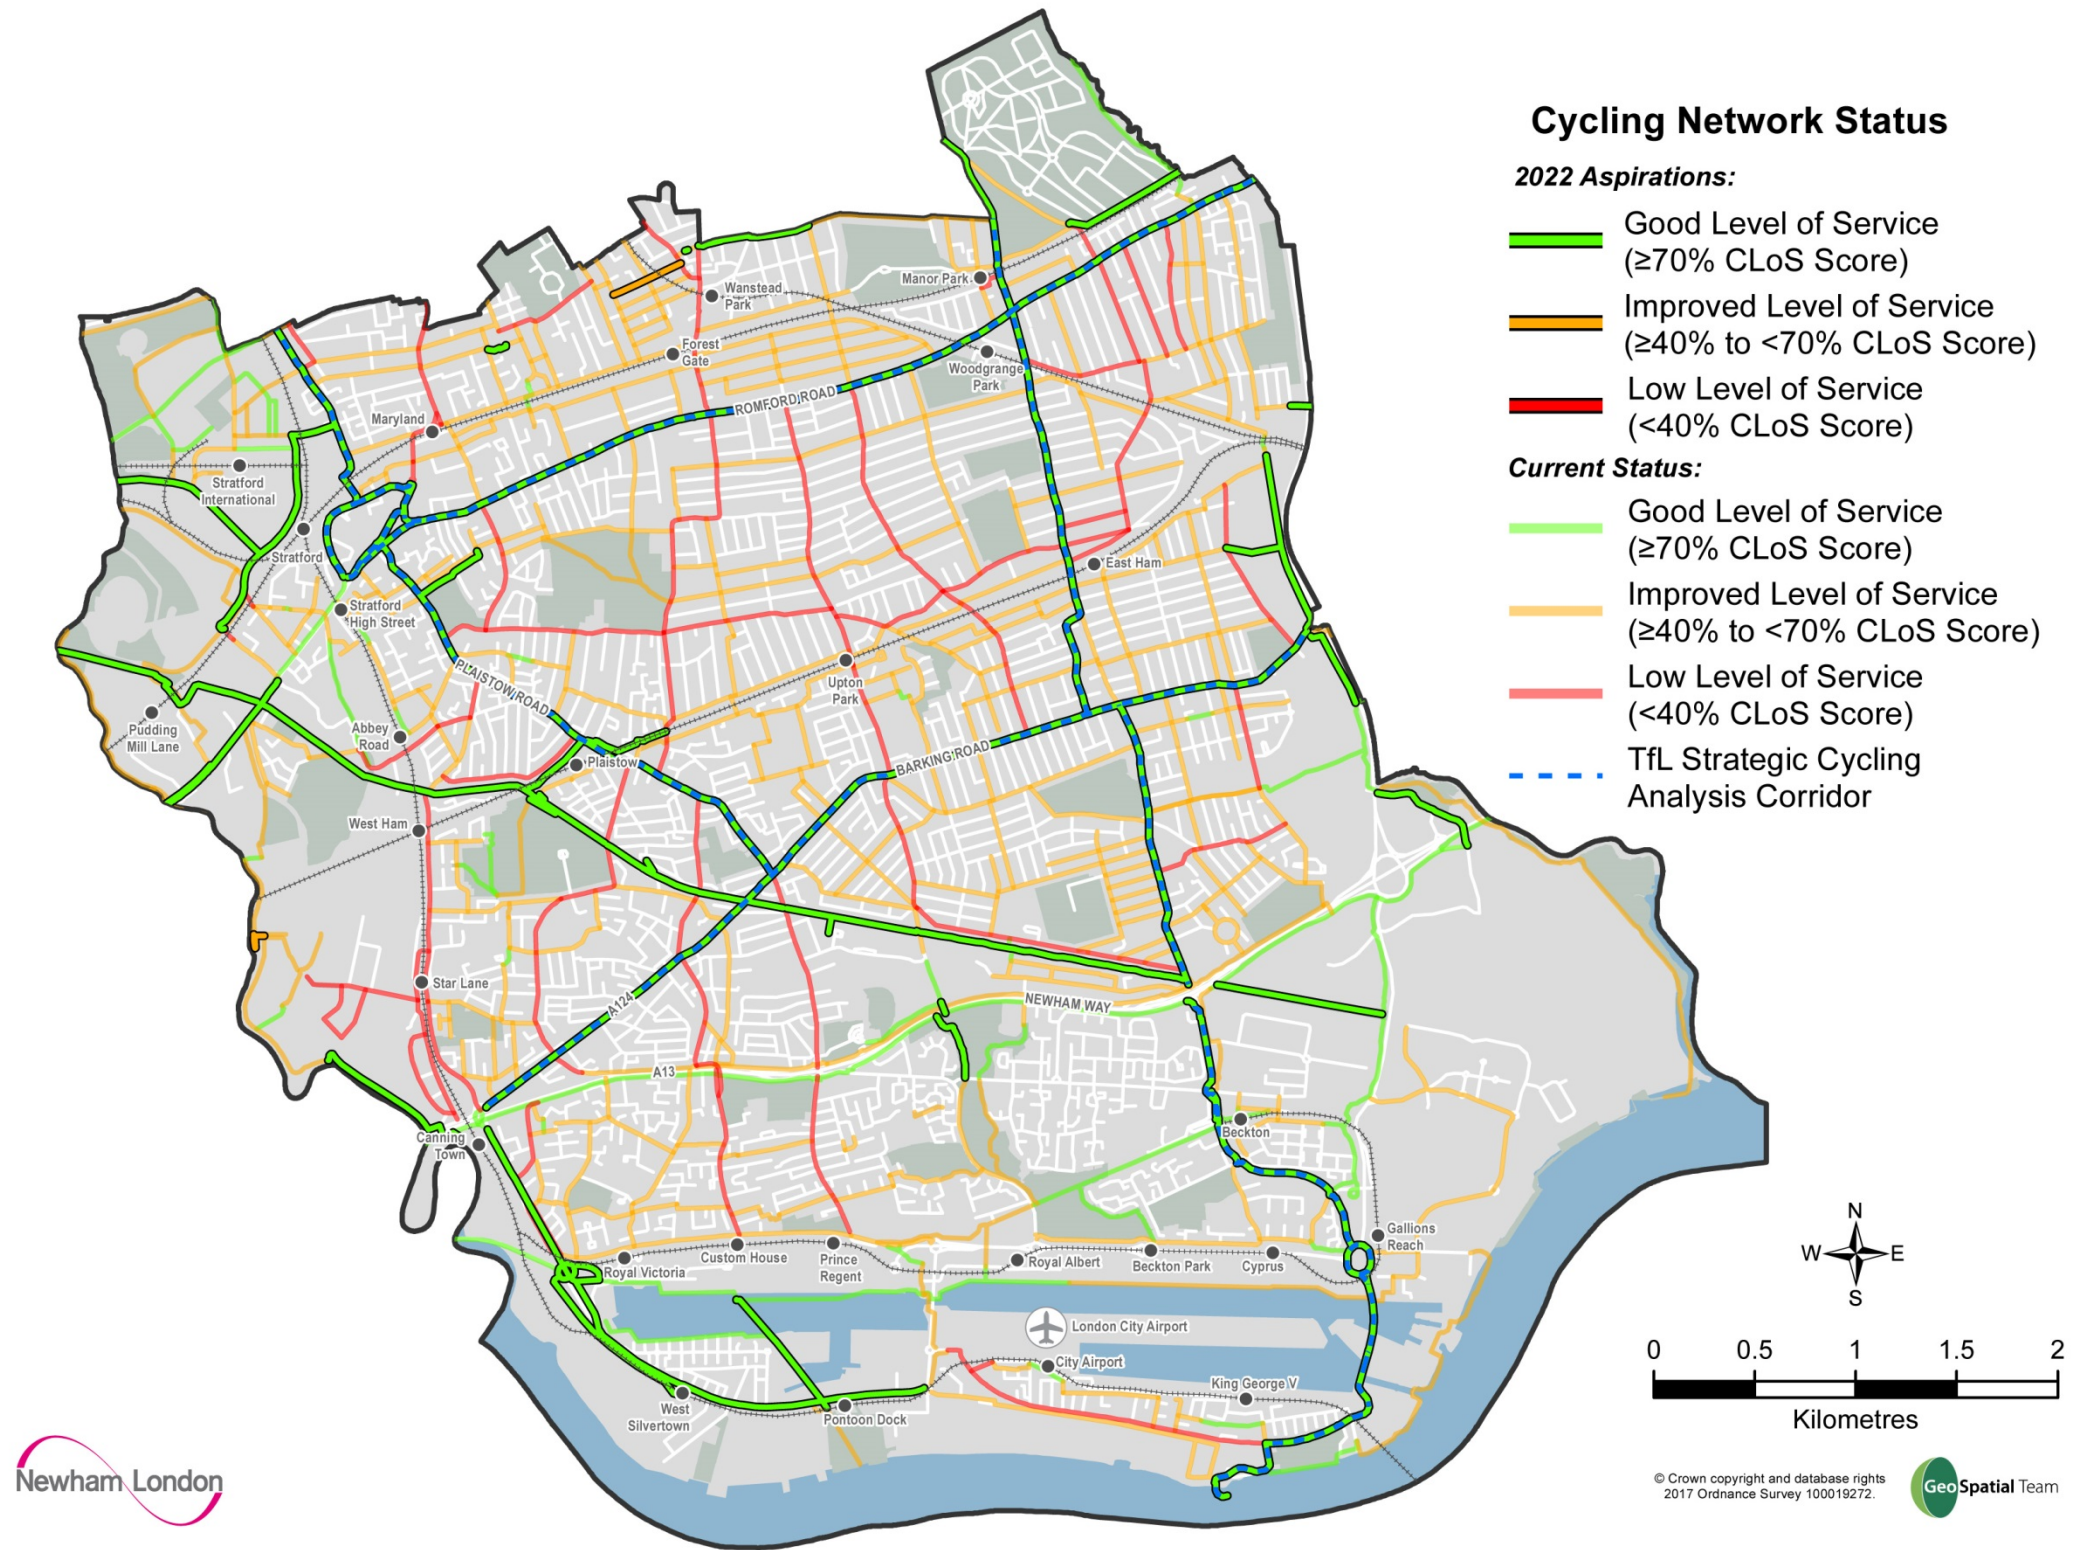 Cycling Network Status
2022 Aspirations:
Good Level of Service
(≥70% CLoS Score)
Improved Level of Service
(≥40% to <70% CLoS Score)
Low Level of Service
(<40% CLoS Score)
Current Status:
Good Level of Service
(≥70% CLoS Score)
Improved Level of Service
(≥40% to <70% CLoS Score)
Low Level of Service
(<40% CLoS Score)
TfL Strategic Cycling
Analysis Corridor
Manor Park
Wanstead
Park
Forest
Gate
Woodgrange
Park
ROMFORD ROAD
Maryland
Stratford
International
Stratford
East Ham
Stratford
High Street
PLAISTOW ROAD
Upton
Park
Pudding
Mill Lane
Abbey
Road
Plaistow
BARKING ROAD
West Ham
Star Lane
A124
NEWHAM WAY
A13
Canning
Town
Beckton
Gallions
Reach
Royal Victoria
Custom House
Prince
Regent
Royal Albert
Beckton Park
Cyprus
London City Airport
City Airport
King George V
West
Silvertown
Pontoon Dock
N
W
E
S
0 0.5 1 1.5 2
Kilometres
Newham London
© Crown copyright and database rights
2017 Ordnance Survey 100019272.
GeoSpatial Team